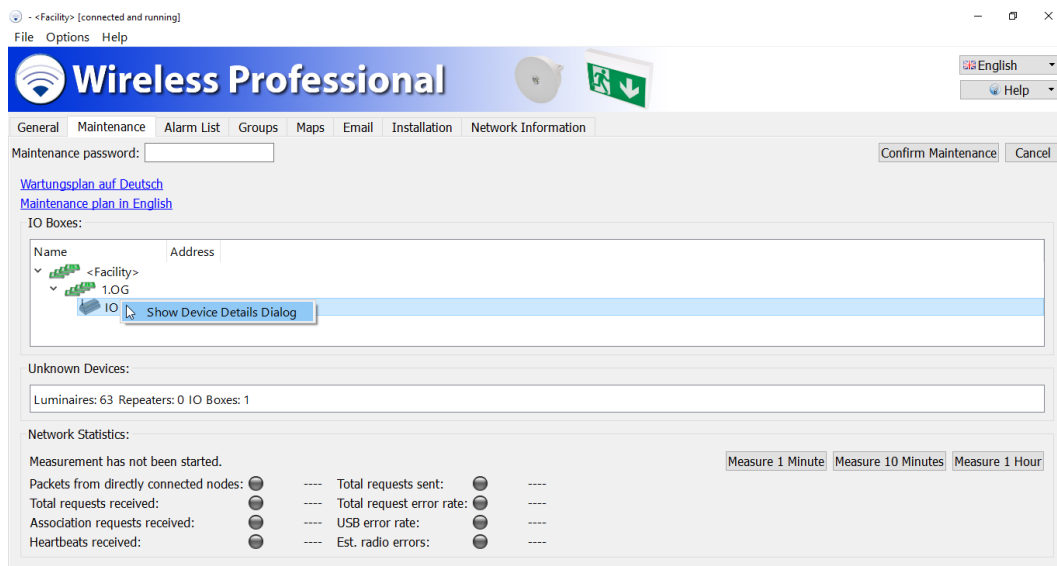 - <Facility> [connected and running]
File Options Help
Wireless Professional
English
Help
General Maintenance Alarm List Groups Maps Email Installation Network Information
Maintenance password: Confirm Maintenance Cancel
Wartungsplan auf Deutsch
Maintenance plan in English
IO Boxes:
Name Address
<Facility>
1.OG
IO Show Device Details Dialog
Unknown Devices:
Luminaires: 63 Repeaters: 0 IO Boxes: 1
Network Statistics:
Measurement has not been started. Measure 1 Minute Measure 10 Minutes Measure 1 Hour
Packets from directly connected nodes: ---- Total requests sent: ----
Total requests received: ---- Total request error rate: ----
Association requests received: ---- USB error rate: ----
Heartbeats received: ---- Est. radio errors: ----